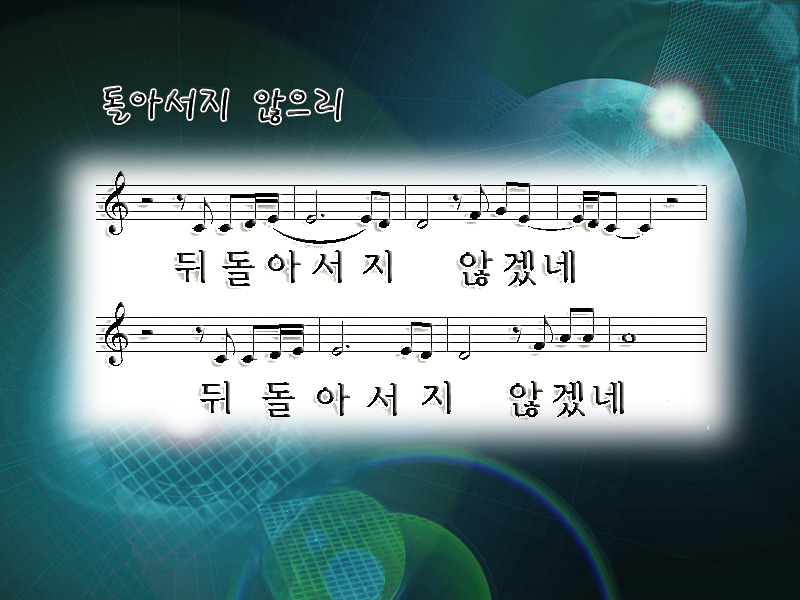 돌아서지 않으리
뒤 돌 아 서 지 않 겠 네
뒤 돌 아 서 지 않 겠 네